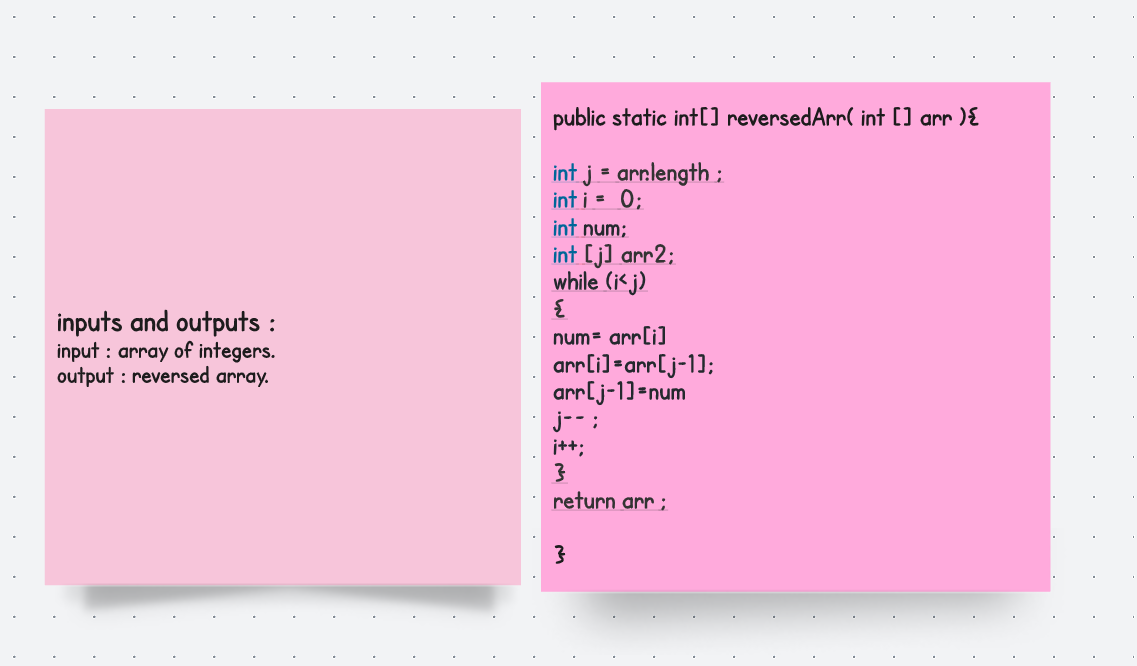 inputs and outputs :
input : array of integers.
output : reversed array.
public static int[] reversedArr( int [] arr ){
int j = arr.length ;
int i =  0;
int num;
int [j] arr2;
while (i<j)
{
num= arr[i]
arr[i]=arr[j-1];
arr[j-1]=num
j-- ;
i++;
}
return arr ;
}